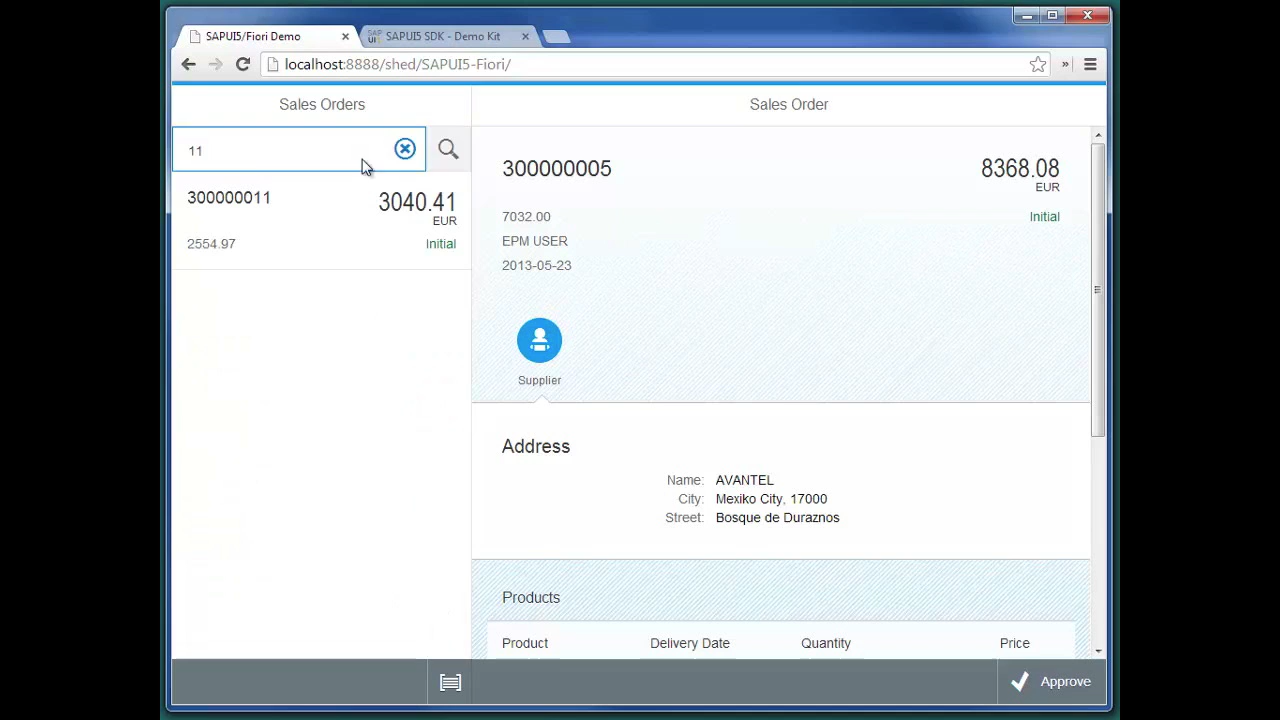 SAPUI5/Fiori Demo
SAPUI5 SDK - Demo Kit
localhost:8888/shed/SAPUI5-Fiori/
Sales Orders
11
300000011
3040.41
EUR
2554.97
Initial
Sales Order
300000005
8368.08
EUR
7032.00
Initial
EPM USER
2013-05-23
Supplier
Address
Name: AVANTEL
City: Mexiko City, 17000
Street: Bosque de Duraznos
Products
Product Delivery Date Quantity Price
Approve